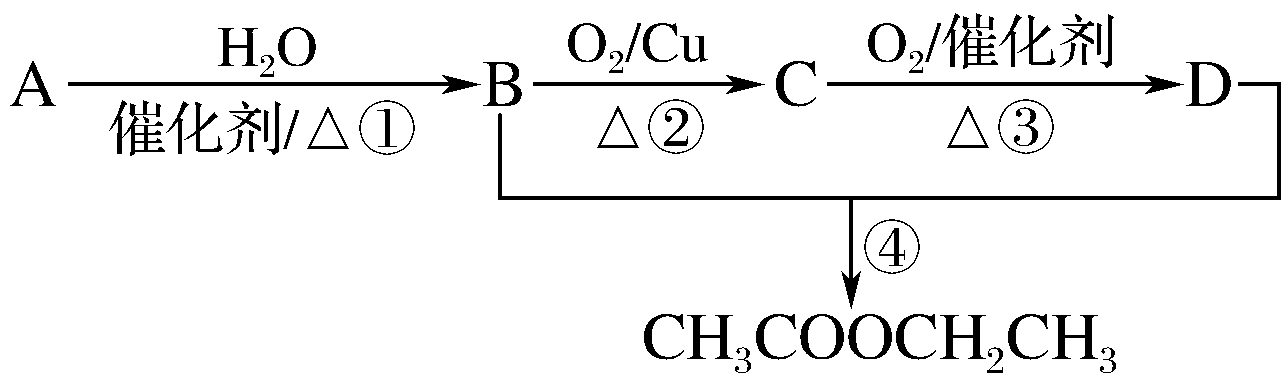 A H₂O 催化剂/△① B O₂/Cu △② C O₂/催化剂 △③ D
④
CH₃COOCH₂CH₃